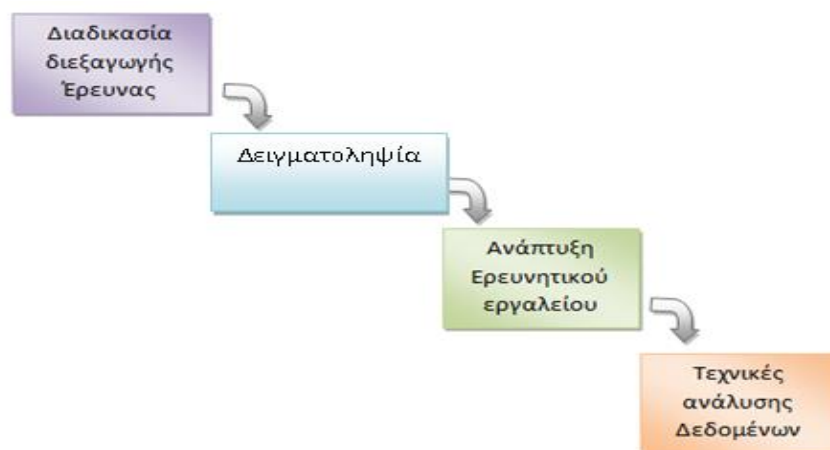 Διαδικασία
διεξαγωγής
Έρευνας
Δειγματοληψία
Ανάπτυξη
Ερευνητικού
εργαλείου
Τεχνικές
ανάλυσης
Δεδομένων